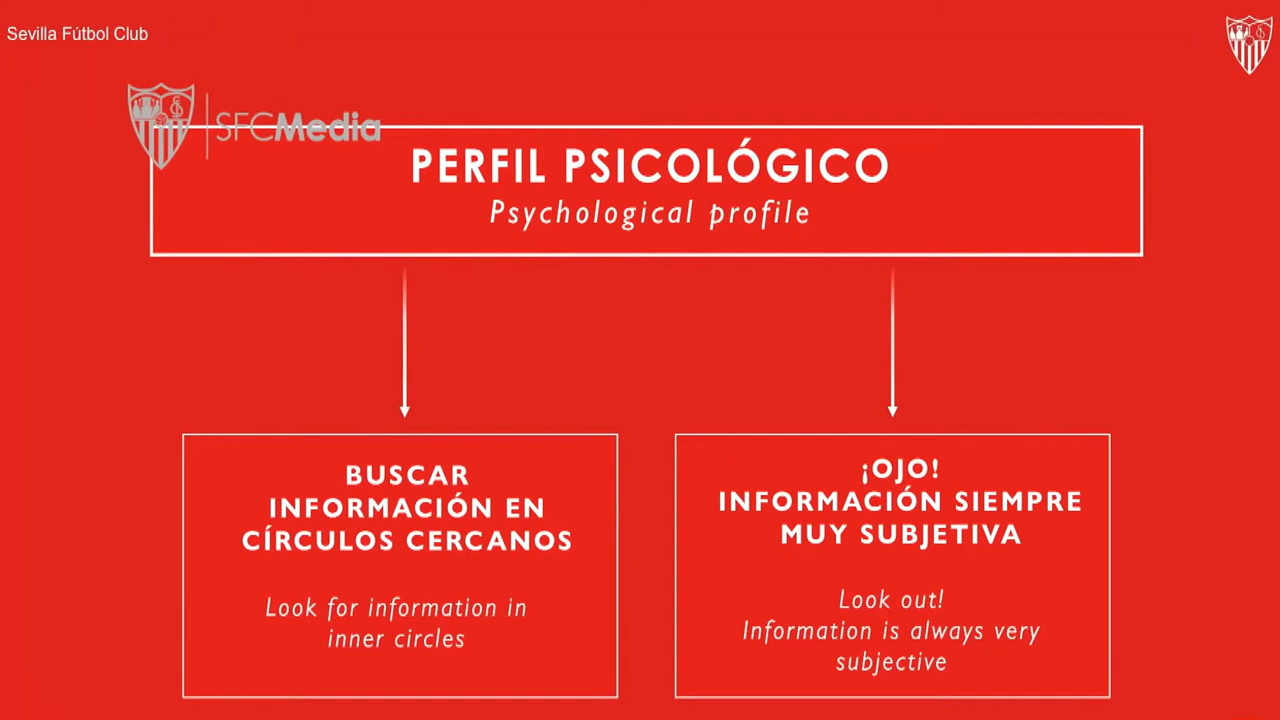 Sevilla Fútbol Club
SFCMedia
PERFIL PSICOLÓGICO
Psychological profile
BUSCAR
INFORMACIÓN EN
CÍRCULOS CERCANOS
Look for information in
inner circles
¡OJO!
INFORMACIÓN SIEMPRE
MUY SUBJETIVA
Look out!
Information is always very
subjective